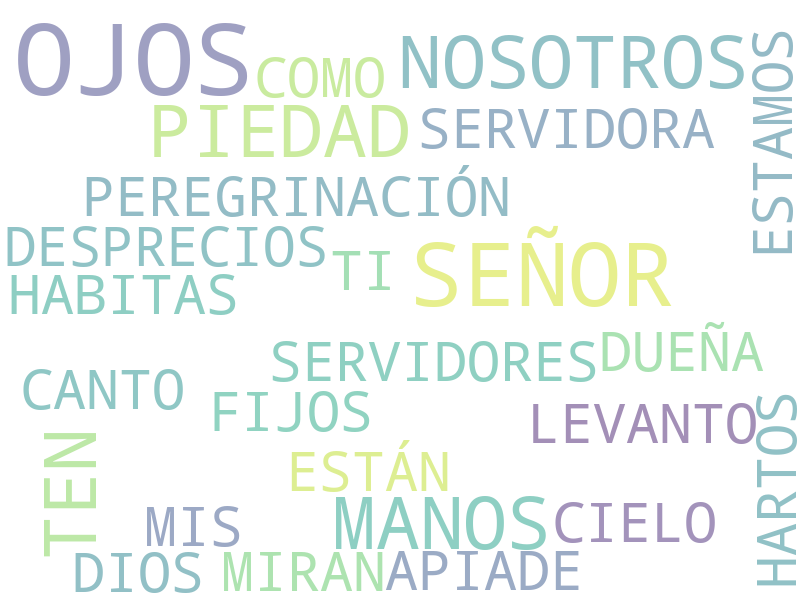 OJOS
COMO
NOSOTROS
ESTAMOS
PIEDAD
SERVIDORA
PEREGRINACIÓN
DESPRECIOS
TI
SEÑOR
HABITAS
SERVIDORES
DUEÑA
CANTO
FIJOS
LEVANTO
HARTOS
TEN
ESTÁN
MIS
MANOS
CIELO
DIOS
MIRAN
APIADE